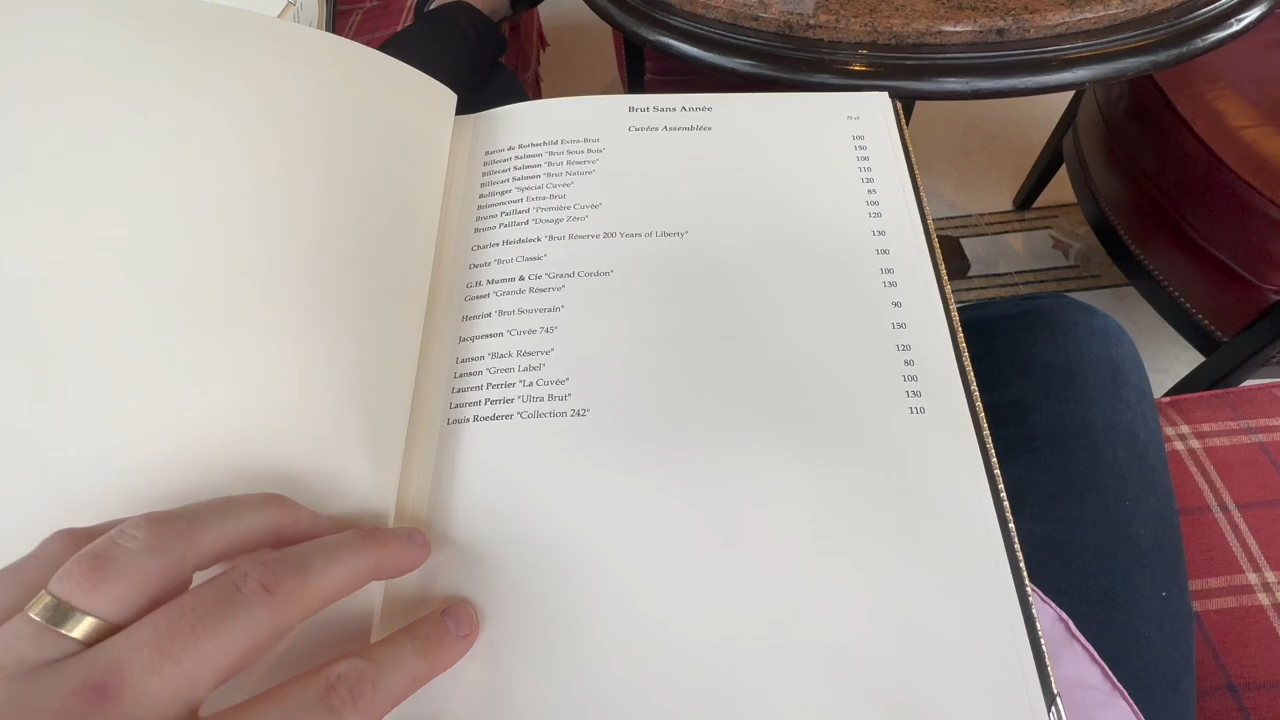 Brut Sans Année
Cuvées Assemblées
75 cl
Baron de Rothschild Extra-Brut 100
Billecart Salmon "Brut Sous Bois" 150
Billecart Salmon "Brut Réserve" 100
Billecart Salmon "Brut Nature" 110
Bollinger "Spécial Cuvée" 120
Brimoncourt Extra-Brut 85
Bruno Paillard "Première Cuvée" 100
Bruno Paillard "Dosage Zéro" 120
Charles Heidsieck "Brut Réserve 200 Years of Liberty" 130
Deutz "Brut Classic" 100
G.H. Mumm & Cie "Grand Cordon" 100
Gosset "Grande Réserve" 130
Henriot "Brut Souverain" 90
Jacquesson "Cuvée 745" 150
Lanson "Black Réserve" 120
Lanson "Green Label" 80
Laurent Perrier "La Cuvée" 100
Laurent Perrier "Ultra Brut" 130
Louis Roederer "Collection 242" 110